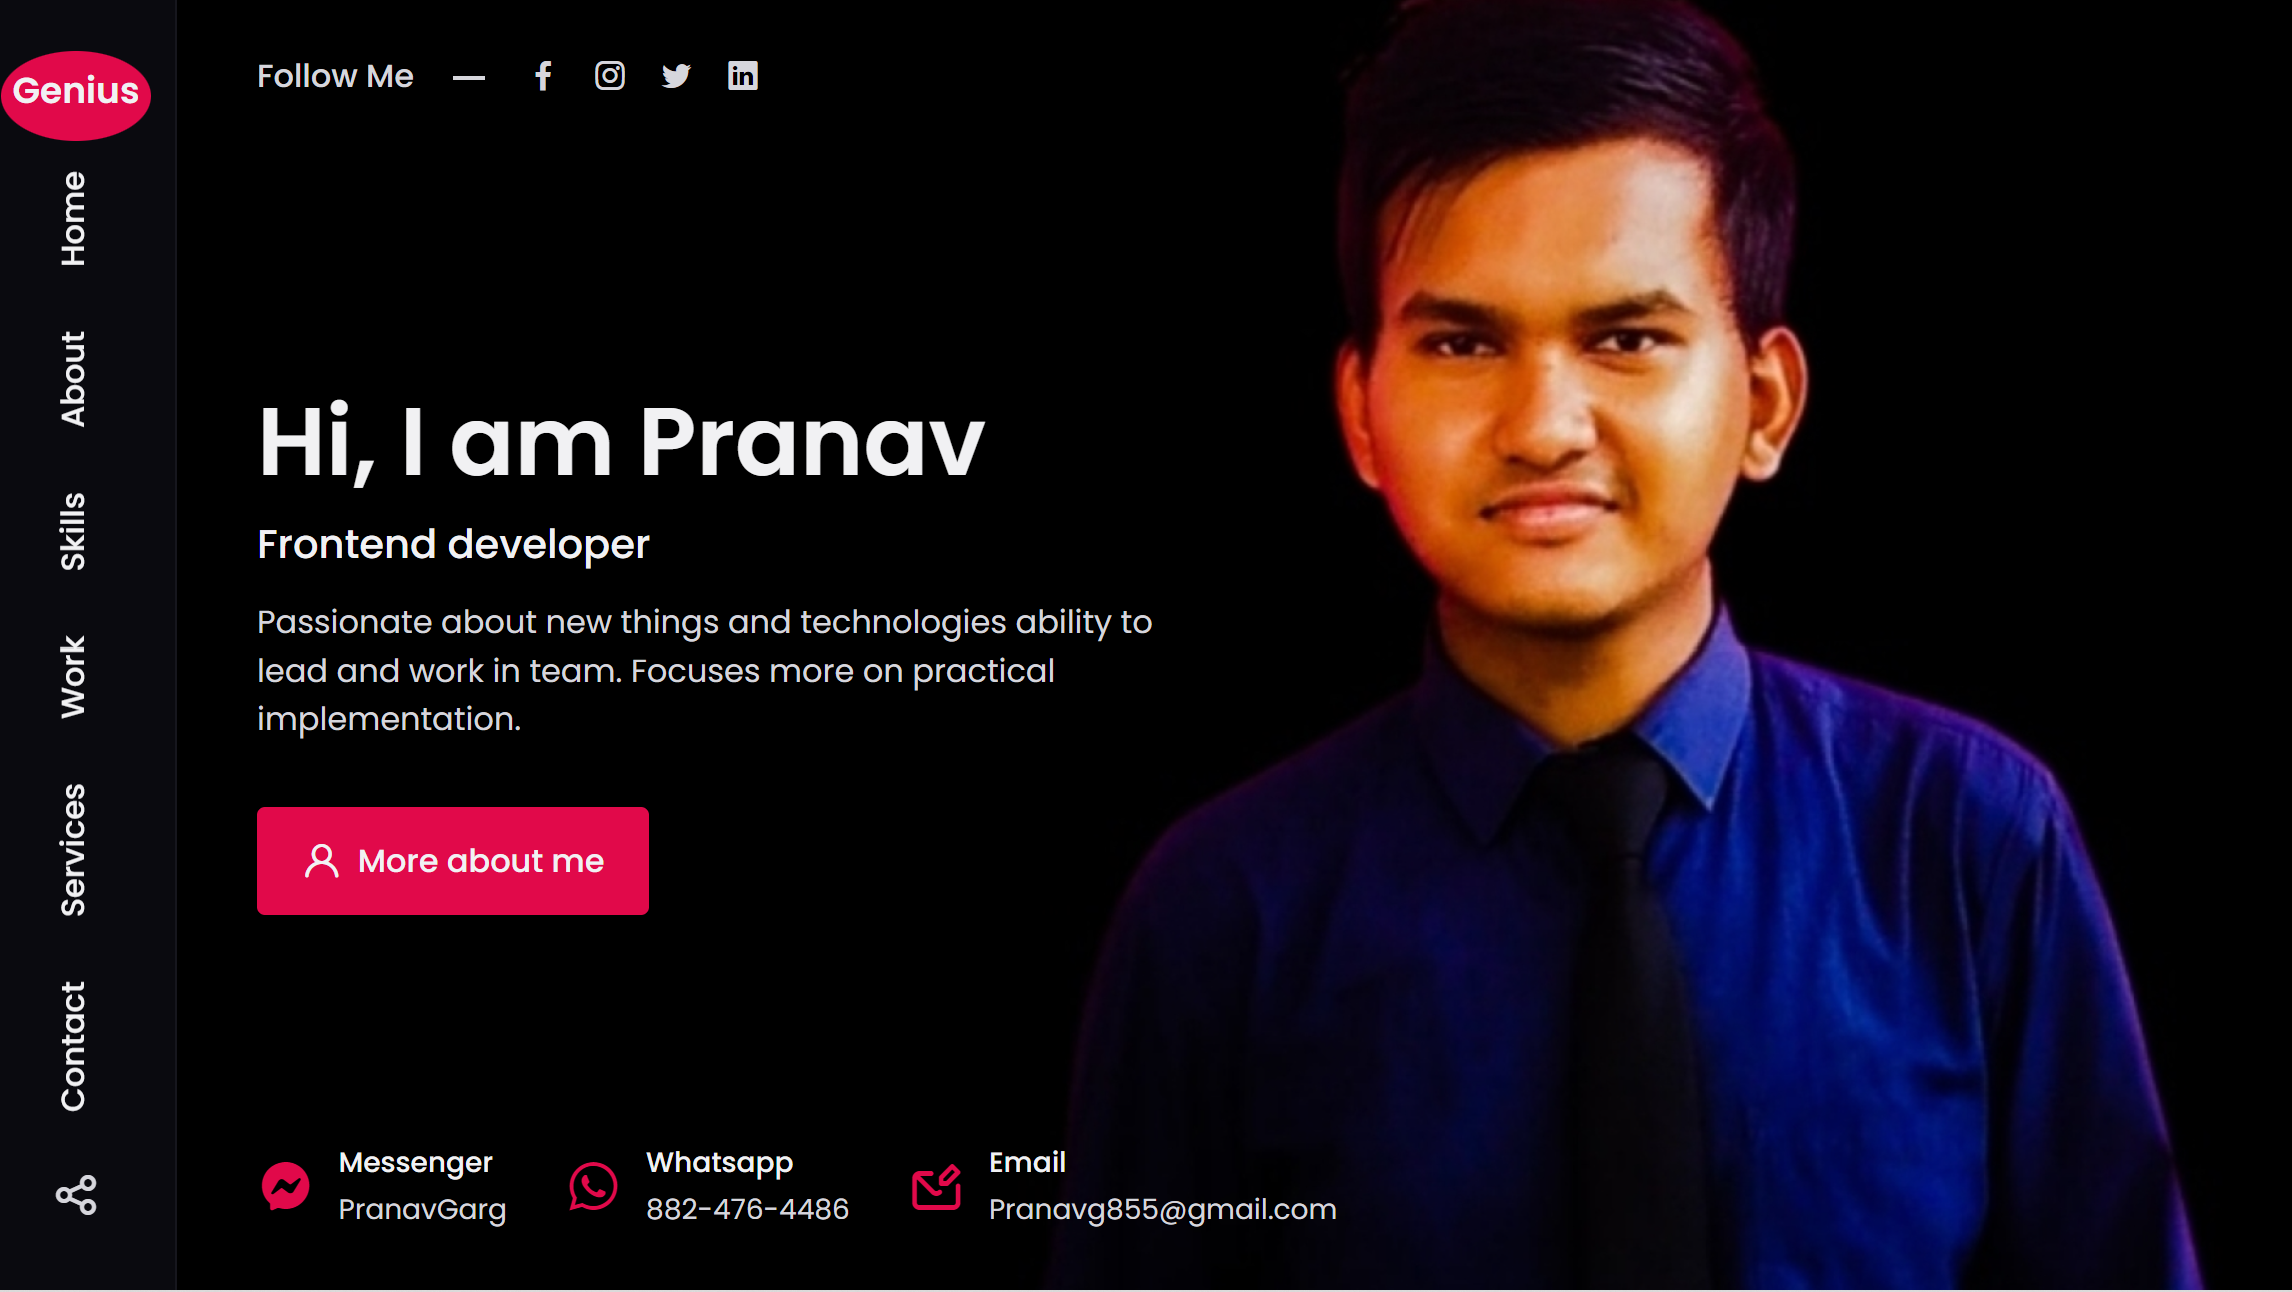 Genius
Home
About
Skills
Work
Services
Contact
Follow Me
Hi, I am Pranav
Frontend developer
Passionate about new things and technologies ability to
lead and work in team. Focuses more on practical
implementation.
More about me
Messenger
PranavGarg
Whatsapp
882-476-4486
Email
Pranavg855@gmail.com